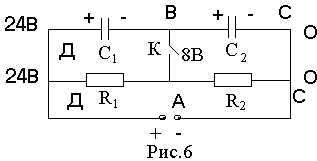 В С
24В + - + - О
Д C₁ К 8В C₂
24В О
Д R₁ А R₂ С
+ -
Рис.6